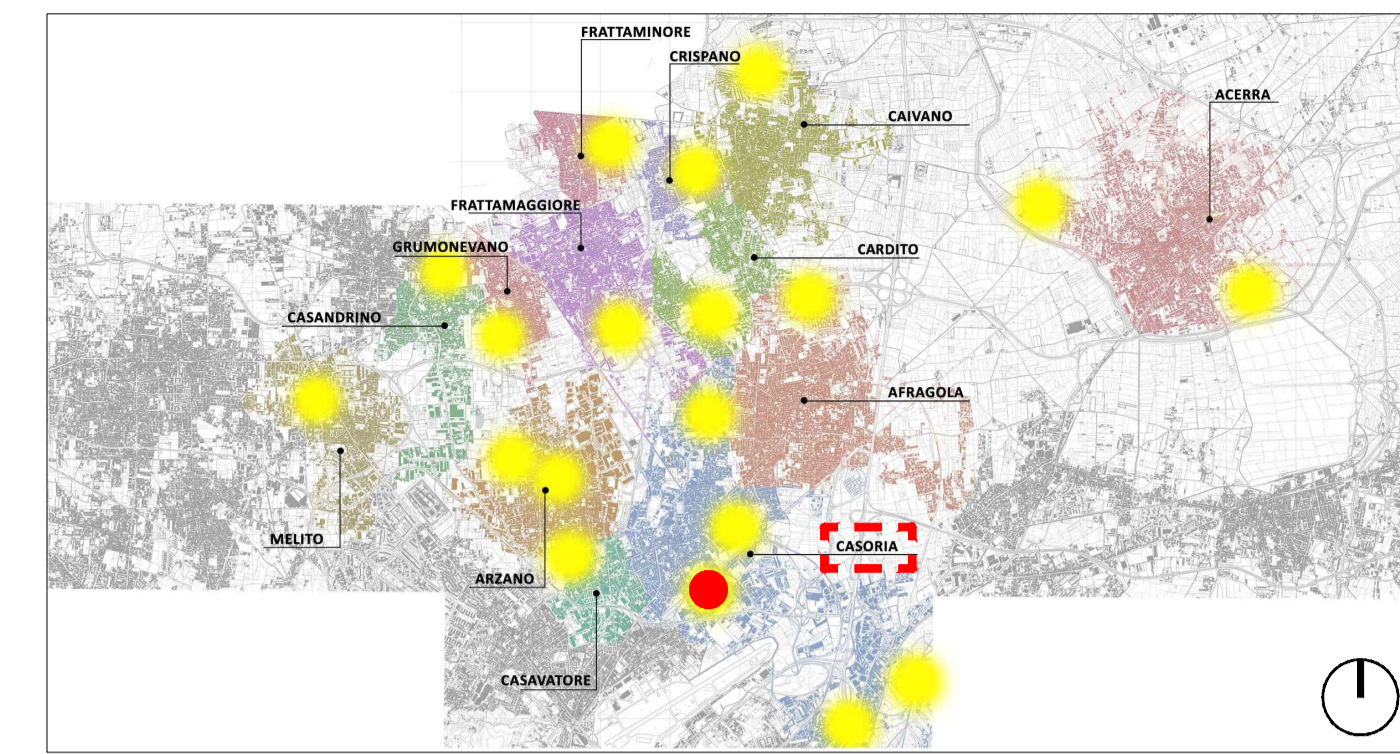 FRATTAMINORE
CRISPANO
ACERRA
CAIVANO
FRATTAMAGGIORE
GRUMONEVANO
CARDITO
CASANDRINO
AFRAGOLA
MELITO
CASORIA
ARZANO
CASAVATORE